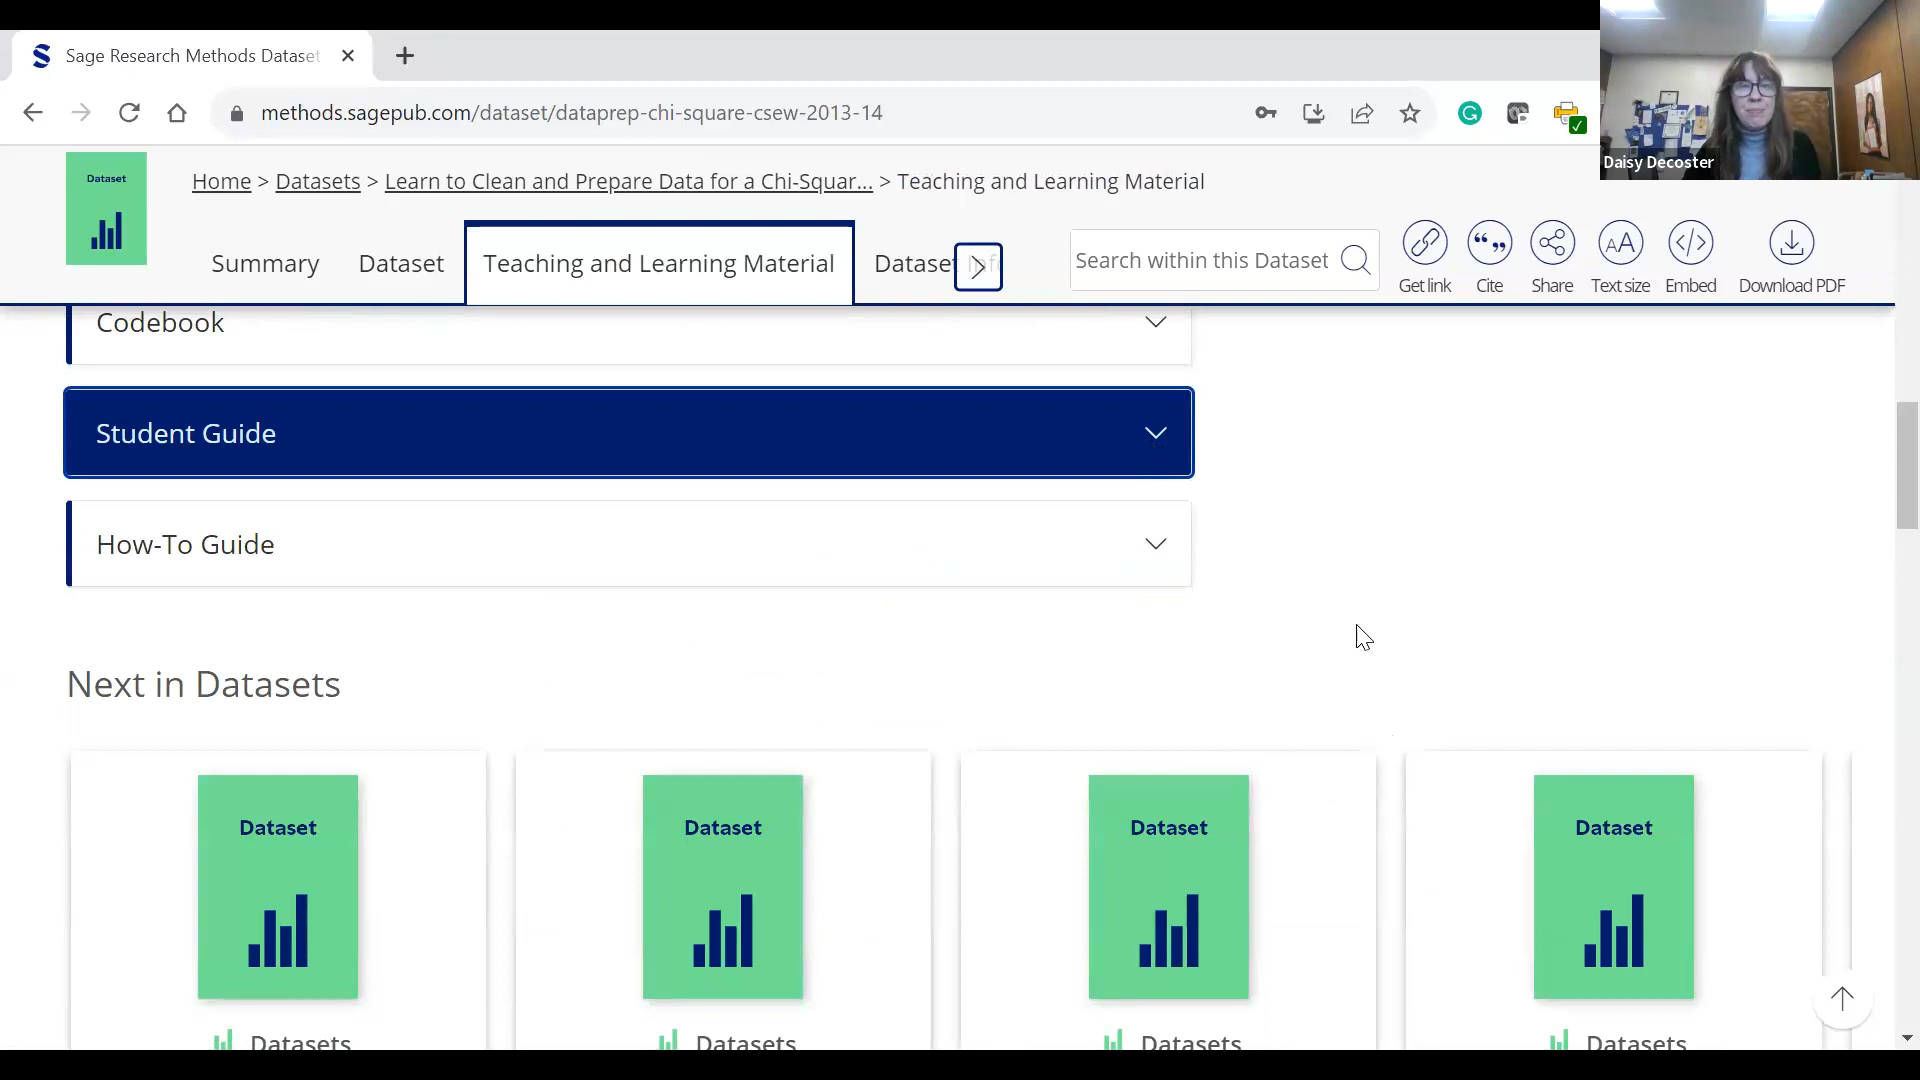 Sage Research Methods Dataset
methods.sagepub.com/dataset/dataprep-chi-square-csew-2013-14
Daisy Decoster
Dataset
Home > Datasets > Learn to Clean and Prepare Data for a Chi-Squar... > Teaching and Learning Material
Summary
Dataset
Teaching and Learning Material
Dataset Info
Search within this Dataset
Get link
Cite
Share
Text size
Embed
Download PDF
Codebook
Student Guide
How-To Guide
Next in Datasets
Dataset
Dataset
Dataset
Dataset
Datasets
Datasets
Datasets
Datasets